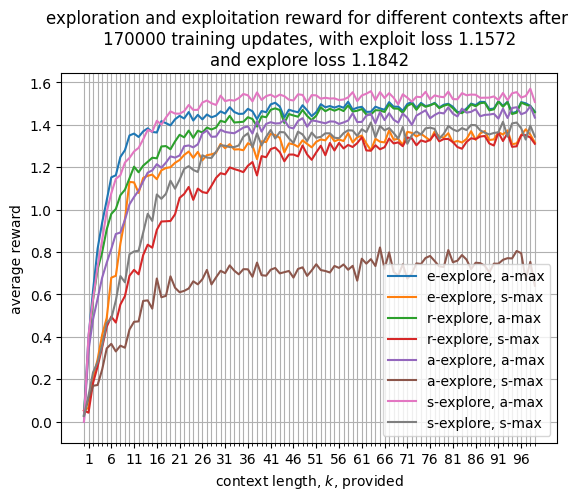 exploration and exploitation reward for different contexts after
170000 training updates, with exploit loss 1.1572
and explore loss 1.1842
1.6
1.4
1.2
1.0
0.8
0.6
0.4
0.2
0.0
average reward
e-explore, a-max
e-explore, s-max
r-explore, a-max
r-explore, s-max
a-explore, a-max
a-explore, s-max
s-explore, a-max
s-explore, s-max
1 6 11 16 21 26 31 36 41 46 51 56 61 66 71 76 81 86 91 96
context length, k, provided